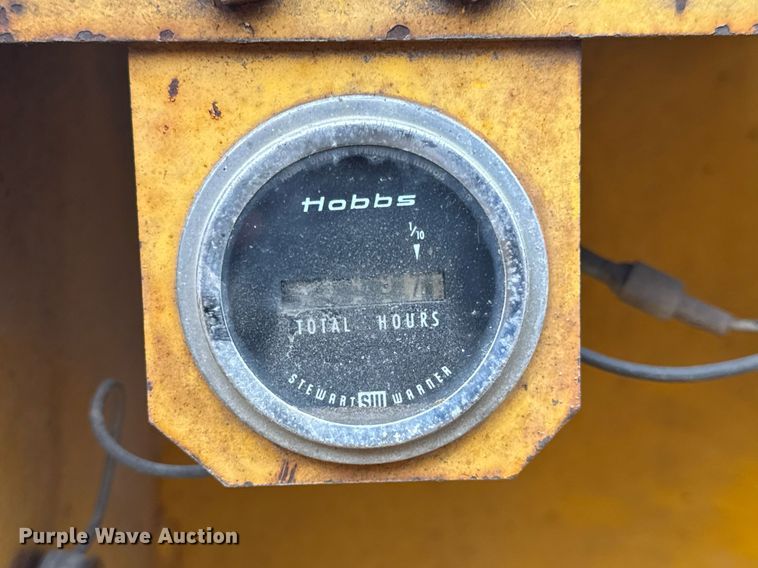 Hobbs
1/10
TOTAL HOURS
STEWART SW WARNER
Purple Wave Auction